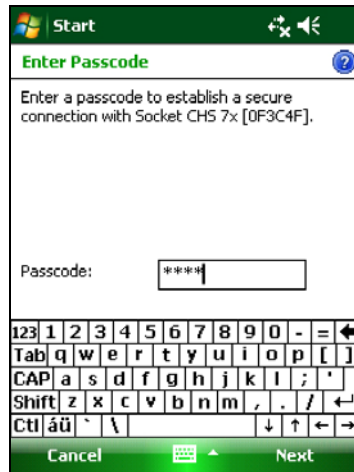 Start
Enter Passcode
?
Enter a passcode to establish a secure
connection with Socket CHS 7x [0F3C4F].
Passcode: ****
123 1 2 3 4 5 6 7 8 9 0 - =
Tab q w e r t y u i o p [ ]
CAP a s d f g h j k l ; '
Shift z x c v b n m , . /
Ctl áü ` \ ↓ ↑ ← →
Cancel Next